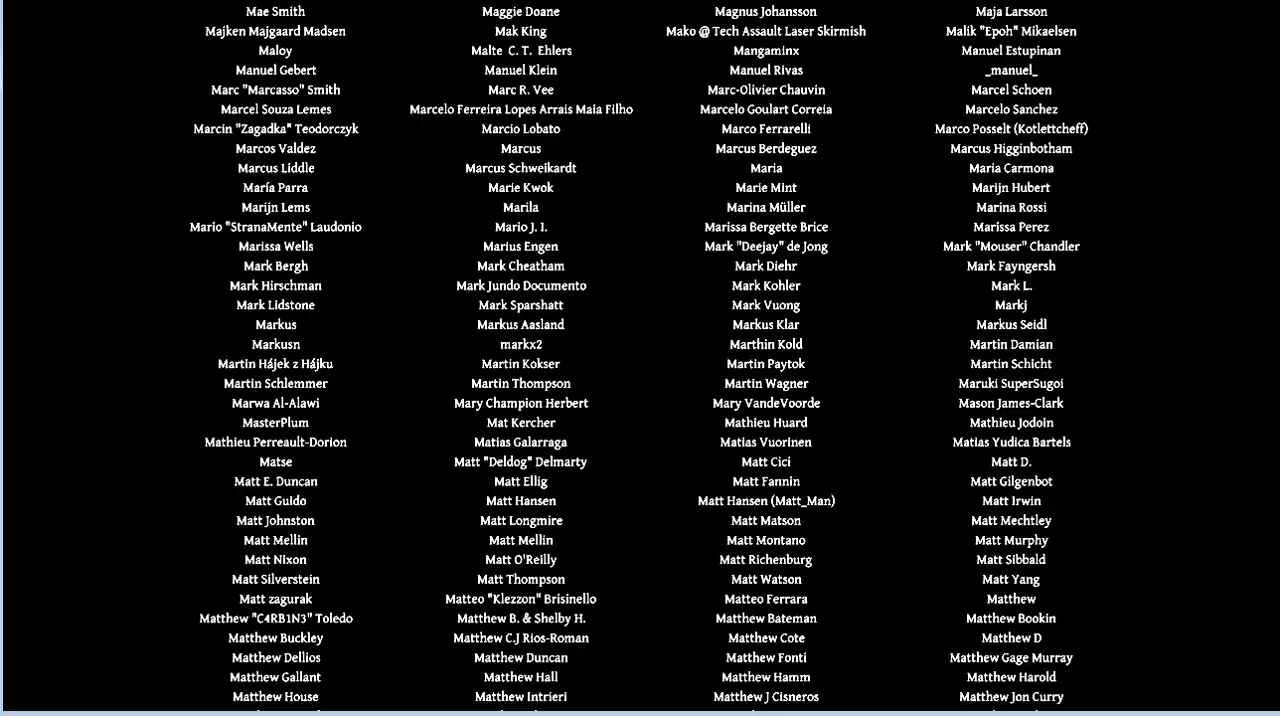 Mae Smith Maggie Doane Magnus Johansson Maja Larsson
Majken Majgaard Madsen Mak King Mako @ Tech Assault Laser Skirmish Malik "Epoh" Mikaelsen
Maloy Malte C. T. Ehlers Mangaminx Manuel Estupinan
Manuel Gebert Manuel Klein Manuel Rivas _manuel_
Marc "Marcasso" Smith Marc R. Vee Marc-Olivier Chauvin Marcel Schoen
Marcel Souza Lemes Marcelo Ferreira Lopes Arrais Maia Filho Marcelo Goulart Correia Marcelo Sanchez
Marcin "Zagadka" Teodorczyk Marcio Lobato Marco Ferrarelli Marco Posselt (Kotlettcheff)
Marcos Valdez Marcus Marcus Berdeguez Marcus Higginbotham
Marcus Liddle Marcus Schweikardt Maria Maria Carmona
María Parra Marie Kwok Marie Mint Marijn Hubert
Marijn Lems Marila Marina Müller Marina Rossi
Mario "StranaMente" Laudonio Mario J. I. Marissa Bergette Brice Marissa Perez
Marissa Wells Marius Engen Mark "Deejay" de Jong Mark "Mouser" Chandler
Mark Bergh Mark Cheatham Mark Diehr Mark Fayngersh
Mark Hirschman Mark Jundo Documento Mark Kohler Mark L.
Mark Lidstone Mark Sparshatt Mark Vuong Markj
Markus Markus Aasland Markus Klar Markus Seidl
Markusn markx2 Marthin Kold Martin Damian
Martin Hájek z Hájku Martin Kokser Martin Paytok Martin Schicht
Martin Schlemmer Martin Thompson Martin Wagner Maruki SuperSugoi
Marwa Al-Alawi Mary Champion Herbert Mary VandeVoorde Mason James-Clark
MasterPlum Mat Kercher Mathieu Huard Mathieu Jodoin
Mathieu Perreault-Dorion Matias Galarraga Matias Vuorinen Matias Yudica Bartels
Matse Matt "Deldog" Delmarty Matt Cici Matt D.
Matt E. Duncan Matt Ellig Matt Fannin Matt Gilgenbot
Matt Guido Matt Hansen Matt Hansen (Matt_Man) Matt Irwin
Matt Johnston Matt Longmire Matt Matson Matt Mechtley
Matt Mellin Matt Mellin Matt Montano Matt Murphy
Matt Nixon Matt O'Reilly Matt Richenburg Matt Sibbald
Matt Silverstein Matt Thompson Matt Watson Matt Yang
Matt zagurak Matteo "Klezzon" Brisinello Matteo Ferrara Matthew
Matthew "C4RB1N3" Toledo Matthew B. & Shelby H. Matthew Bateman Matthew Bookin
Matthew Buckley Matthew C.J Rios-Roman Matthew Cote Matthew D
Matthew Dellios Matthew Duncan Matthew Fonti Matthew Gage Murray
Matthew Gallant Matthew Hall Matthew Hamm Matthew Harold
Matthew House Matthew Intrieri Matthew J Cisneros Matthew Jon Curry